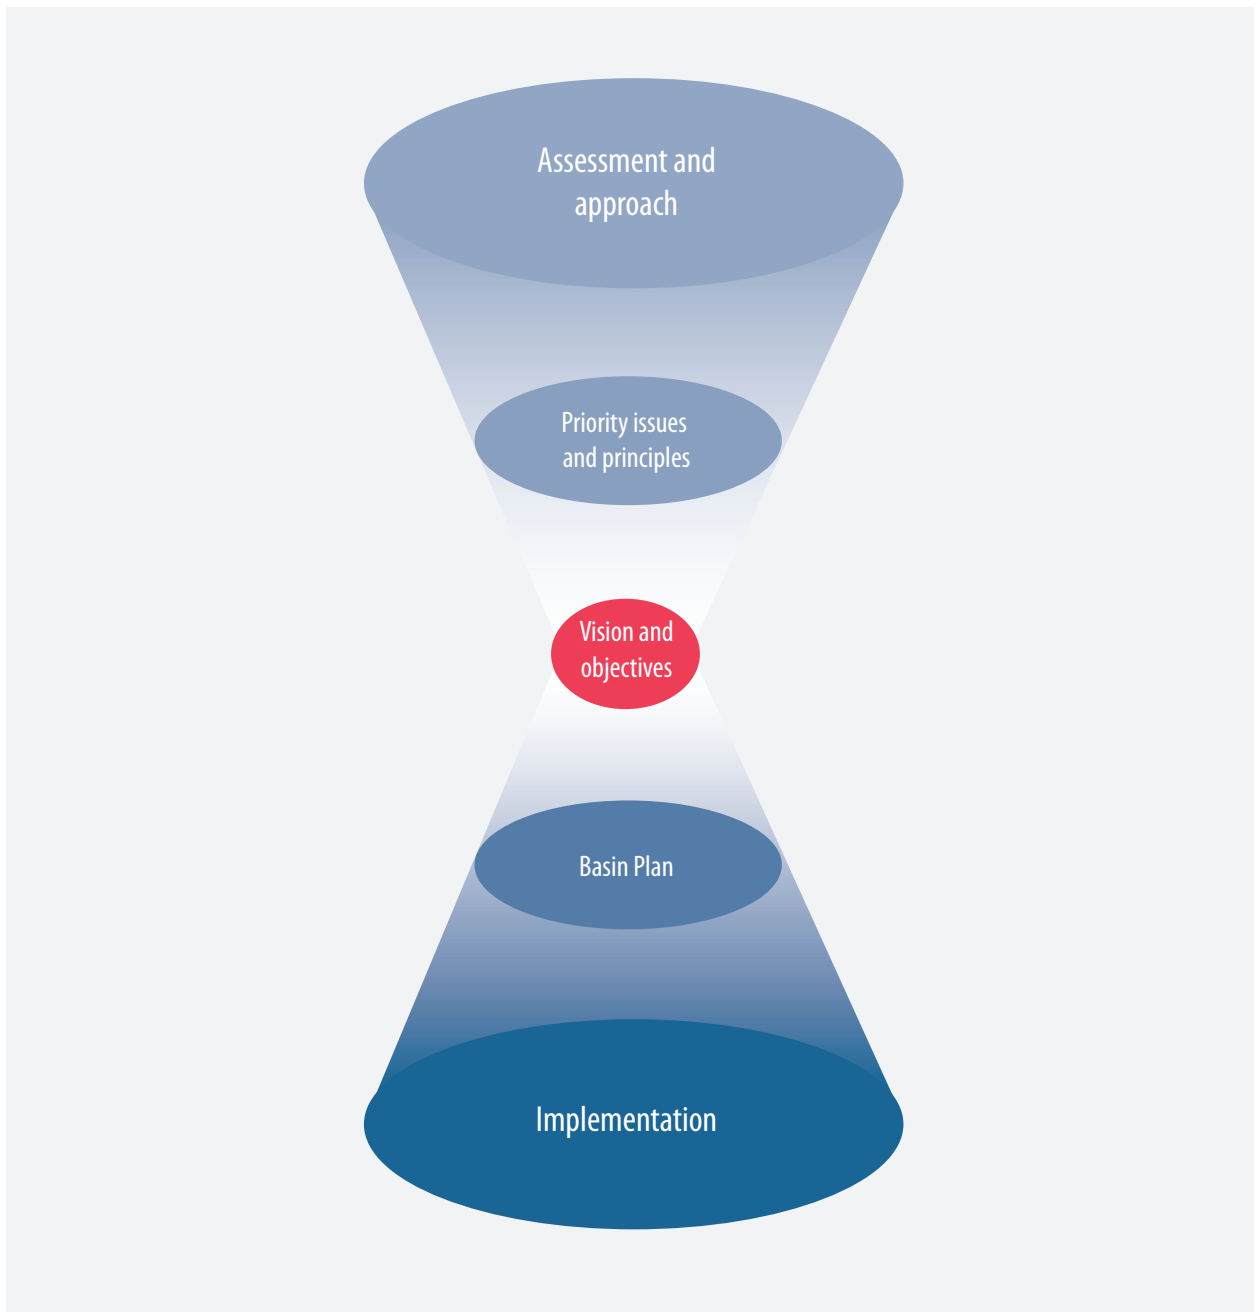 Assessment and
approach
Priority issues
and principles
Vision and
objectives
Basin Plan
Implementation